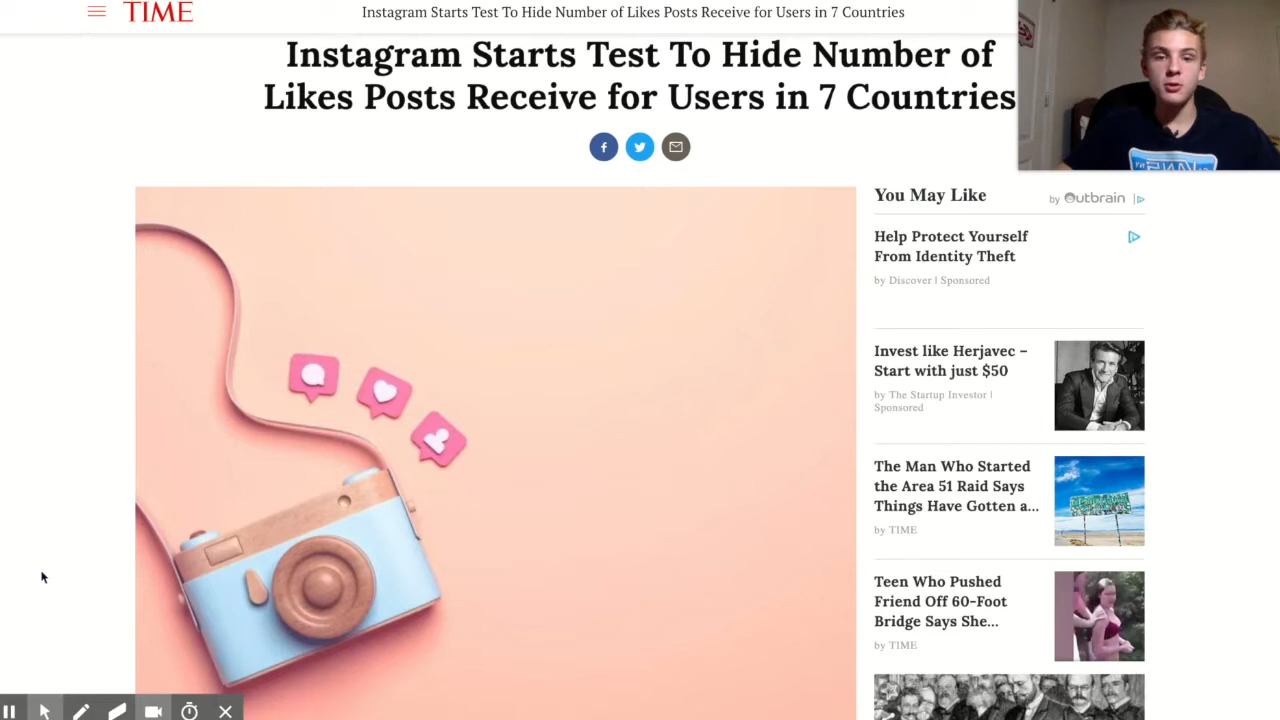 TIME
Instagram Starts Test To Hide Number of Likes Posts Receive for Users in 7 Countries
Instagram Starts Test To Hide Number of
Likes Posts Receive for Users in 7 Countries
You May Like
by Outbrain
Help Protect Yourself
From Identity Theft
by Discover | Sponsored
Invest like Herjavec –
Start with just $50
by The Startup Investor |
Sponsored
The Man Who Started
the Area 51 Raid Says
Things Have Gotten a...
by TIME
Teen Who Pushed
Friend Off 60-Foot
Bridge Says She...
by TIME